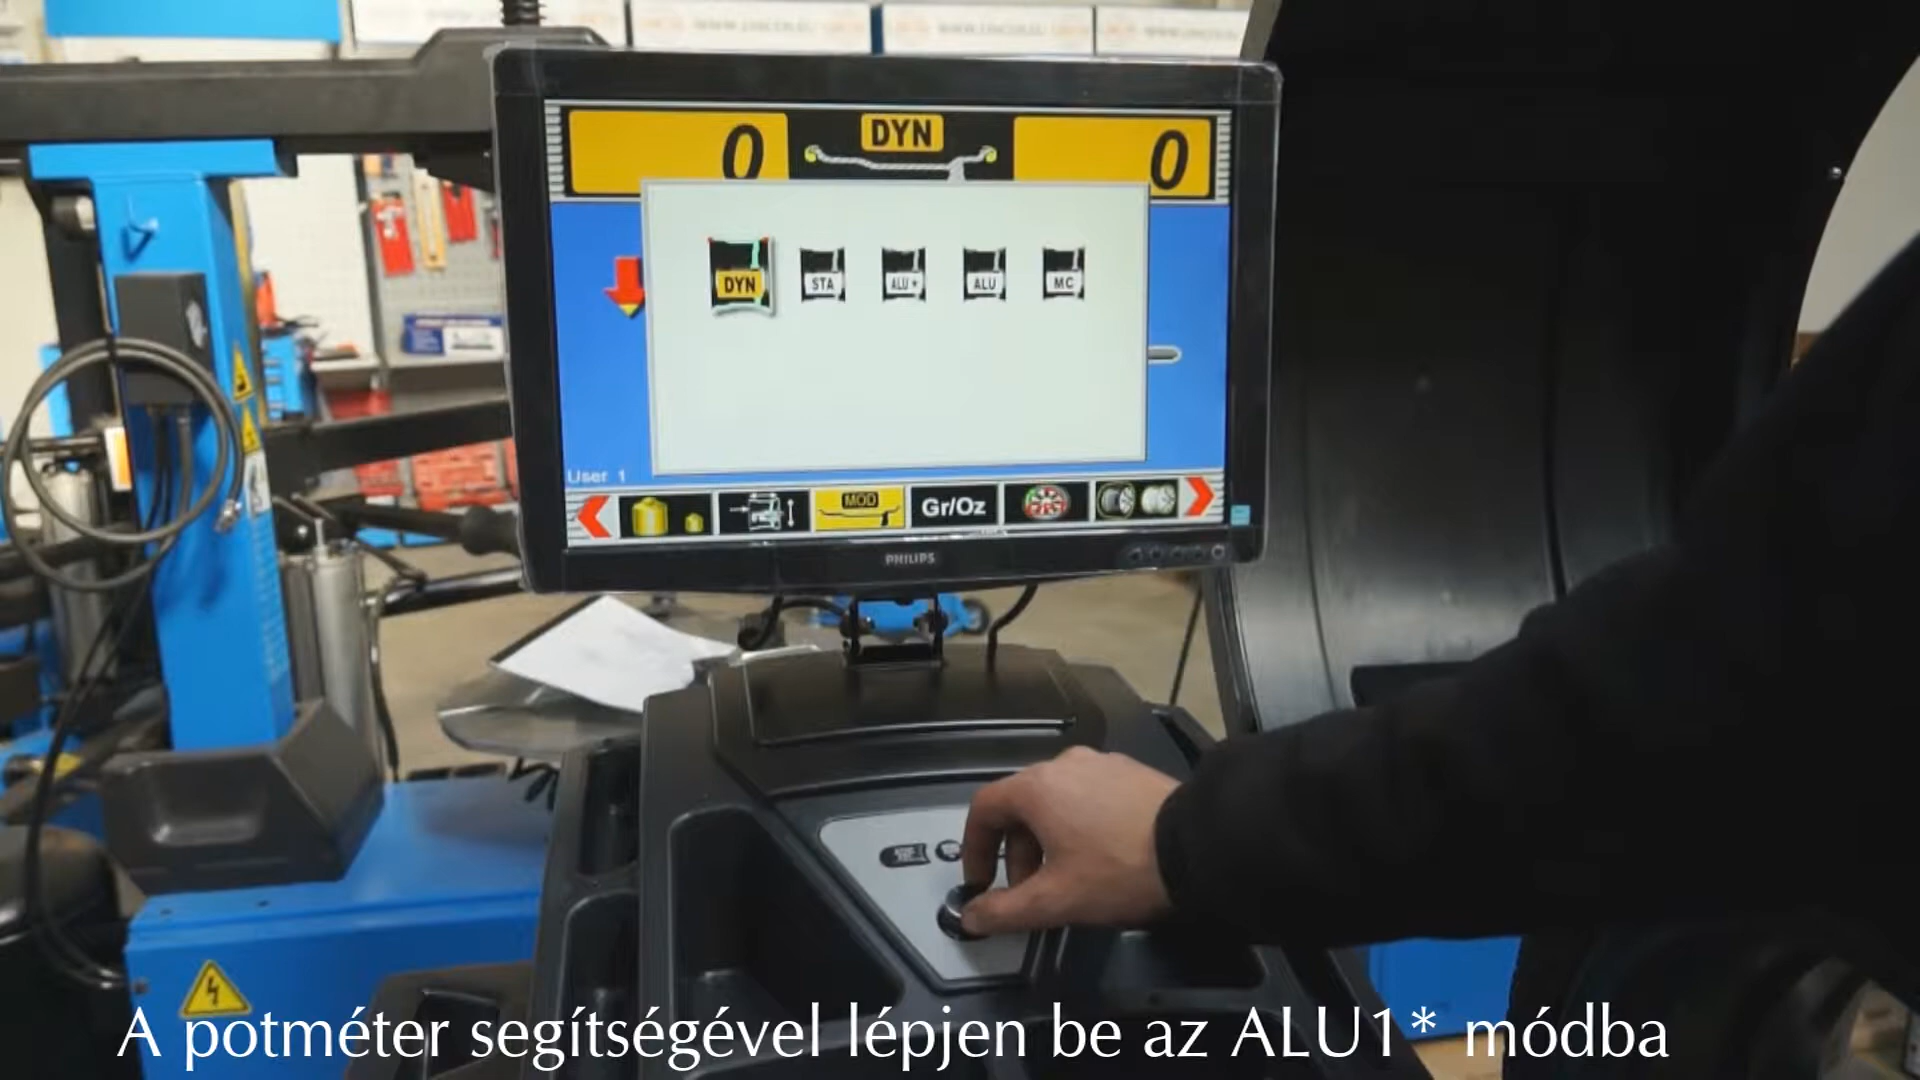 DYN
0
0
DYN
STA
ALU*
ALU
MC
User 1
MOD
Gr/Oz
PHILIPS
A potméter segítségével lépjen be az ALU1* módba